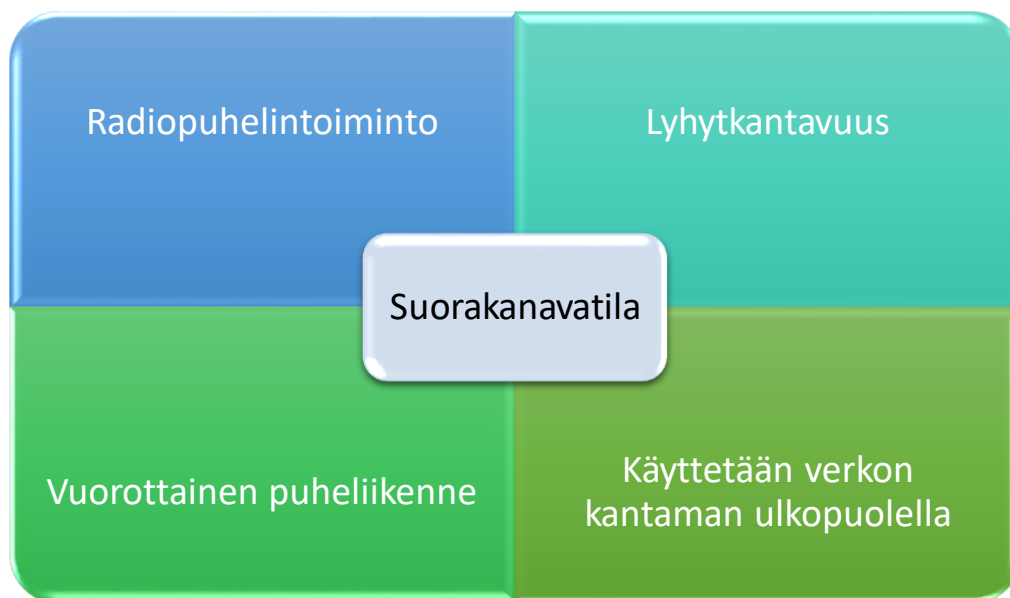 Radiopuhelintoiminto
Lyhytkantavuus
Suorakanavatila
Vuorottainen puheliikenne
Käyttetään verkon
kantaman ulkopuolella